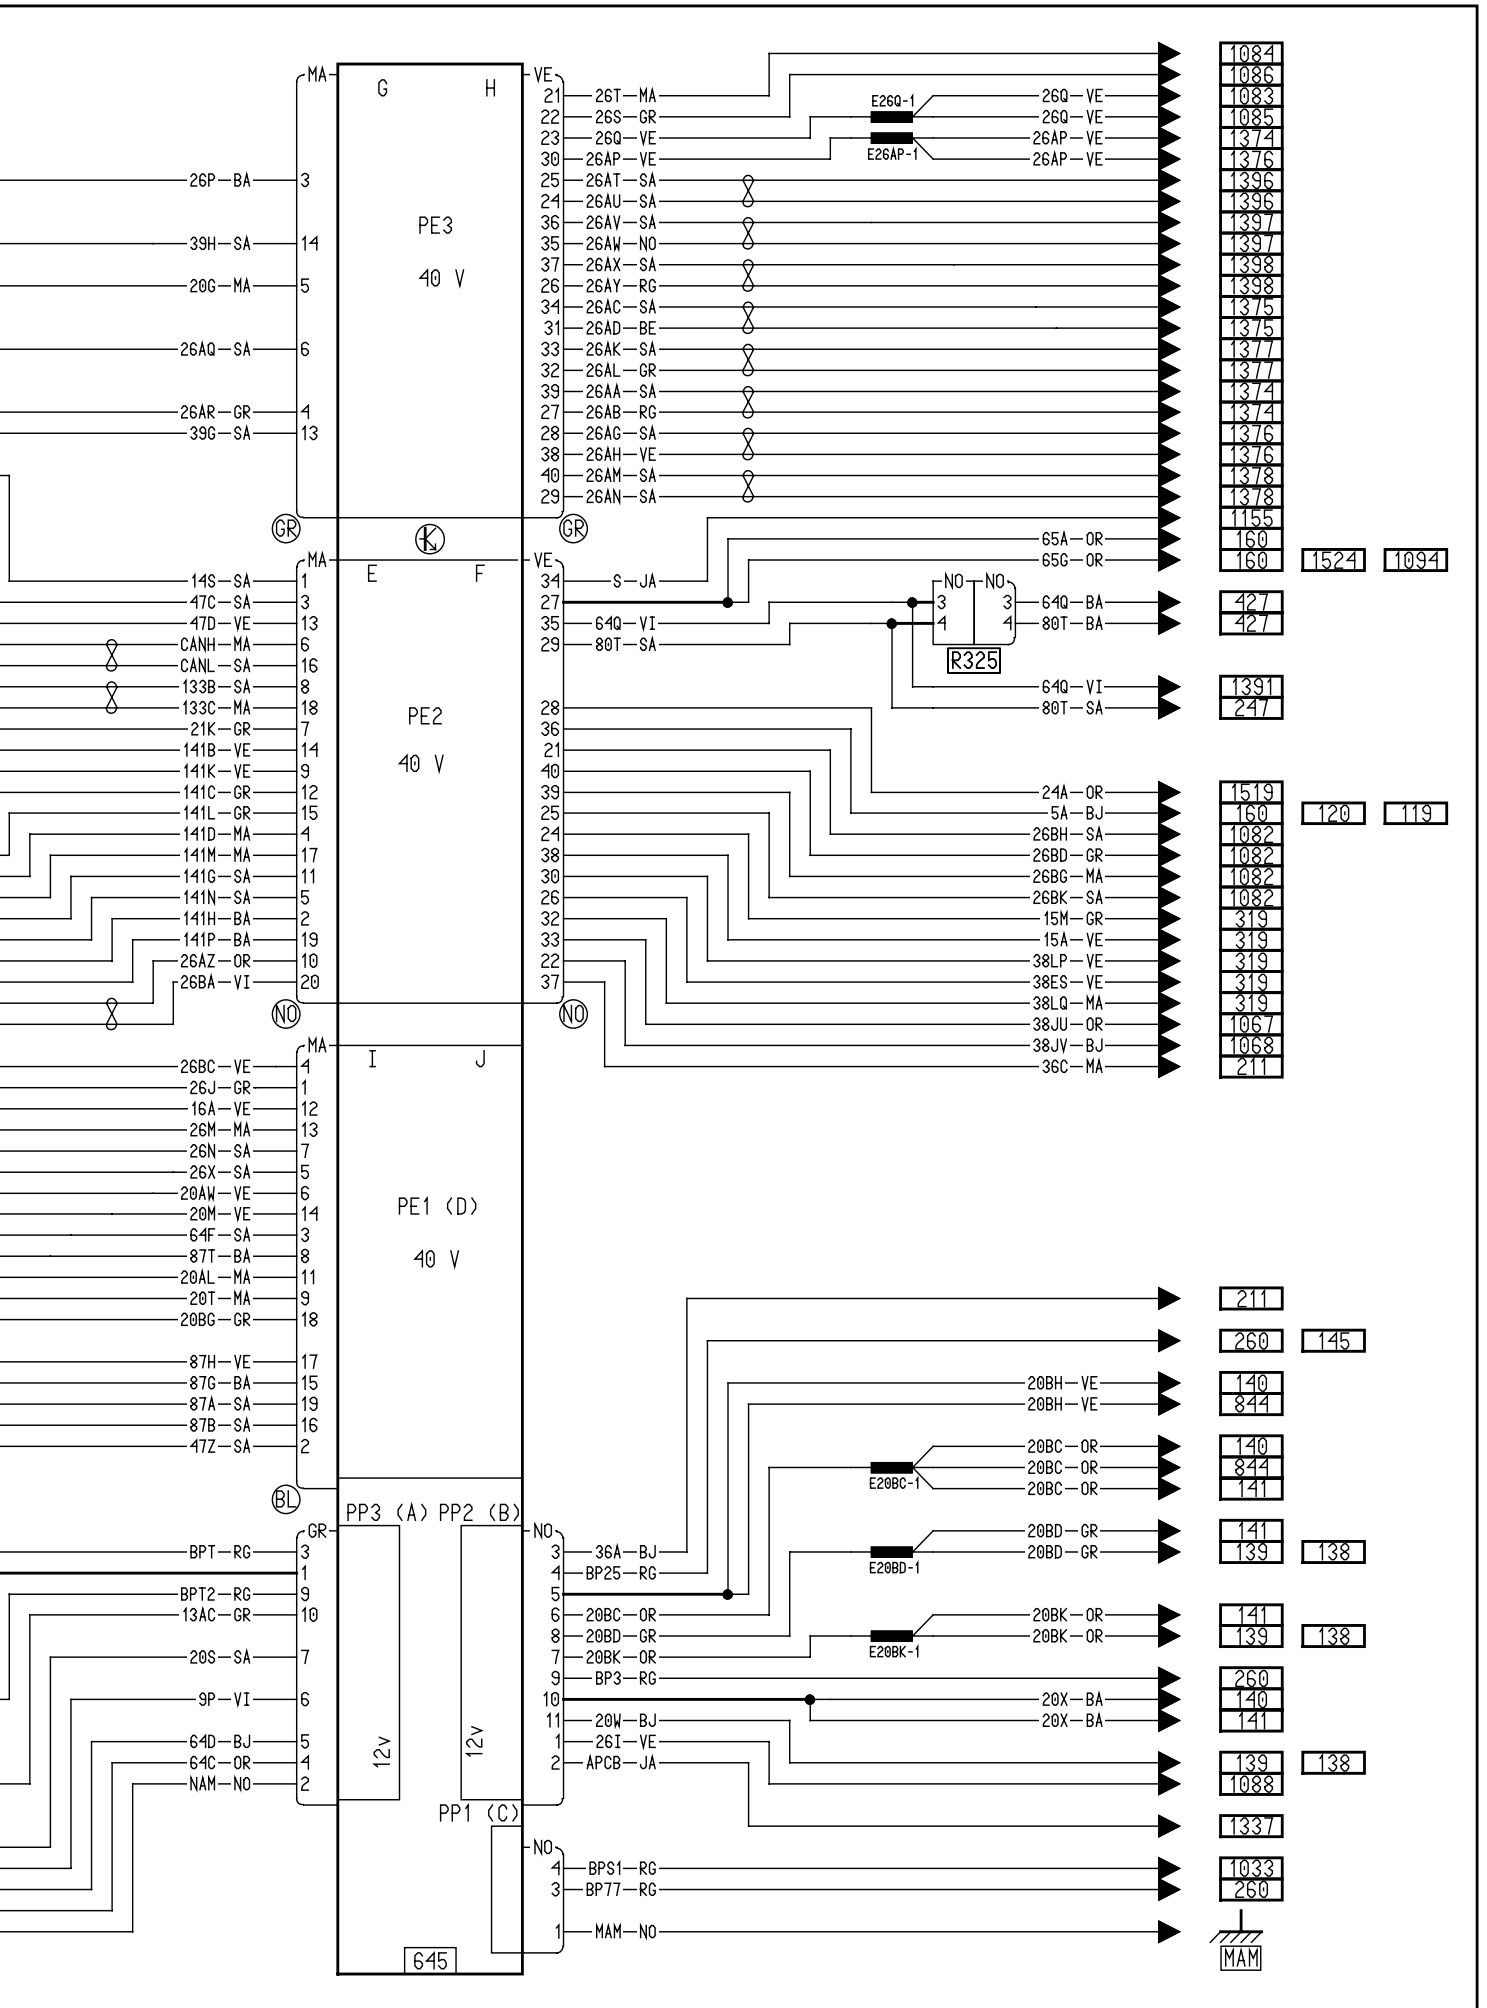 MA G H VE 1084
1086
21 26T MA E26Q-1 26Q VE 1083
22 26S GR 26Q VE 1085
23 26Q VE 26AP VE 1374
30 26AP VE E26AP-1 26AP VE 1376
26P BA 3 25 26AT SA 1396
24 26AU SA 1396
PE3 36 26AV SA 1397
39H SA 14 35 26AW NO 1397
40 V 37 26AX SA 1398
20G MA 5 26 26AY RG 1398
34 26AC SA 1375
31 26AD BE 1375
26AQ SA 6 33 26AK SA 1377
32 26AL GR 1377
39 26AA SA 1374
26AR GR 4 27 26AB RG 1374
39G SA 13 28 26AG SA 1376
38 26AH VE 1376
40 26AM SA 1378
29 26AN SA 1378
GR K GR 1155
65A OR 160
MA E F VE 65G OR 160 1524 1094
14S SA 1 34 S JA NO NO
47C SA 3 27 3 3 64Q BA 427
47D VE 13 35 64Q VI 4 4 80T BA 427
CANH MA 6 29 80T SA
CANL SA 16 R325
133B SA 8 64Q VI 1391
133C MA 18 28 80T SA 247
21K GR 7 PE2 36
141B VE 14 21
141K VE 9 40 V 40
141C GR 12 39 24A OR 1519
141L GR 15 25 5A BJ 160 120 119
141D MA 4 24 26BH SA 1082
141M MA 17 38 26BD GR 1082
141G SA 11 30 26BG MA 1082
141N SA 5 26 26BK SA 1082
141H BA 2 32 15M GR 319
141P BA 19 33 15A VE 319
26AZ OR 10 22 38LP VE 319
26BA VI 20 37 38ES VE 319
NO NO 38LQ MA 319
38JU OR 1067
MA I J 38JV BJ 1068
26BC VE 4 36C MA 211
26J GR 1
16A VE 12
26M MA 13
26N SA 7
26X SA 5
20AW VE 6 PE1 (D)
20M VE 14
64F SA 3
87T BA 8 40 V
20AL MA 11
20T MA 9 211
20BG GR 18
260 145
87H VE 17
87G BA 15 20BH VE 140
87A SA 19 20BH VE 844
87B SA 16
47Z SA 2 20BC OR 140
20BC OR 844
BL E20BC-1 20BC OR 141
PP3 (A) PP2 (B)
GR NO 20BD GR 141
BPT RG 3 3 36A BJ 20BD GR 139 138
1 4 BP25 RG E20BD-1
BPT2 RG 9 5
13AC GR 10 6 20BC OR 20BK OR 141
8 20BD GR 20BK OR 139 138
20S SA 7 7 20BK OR E20BK-1
9 BP3 RG 260
9P VI 6 10 20X BA 140
11 20W BJ 20X BA 141
64D BJ 5 12v 12v 1 26I VE
64C OR 4 2 APCB JA 139 138
NAM NO 2 1088
PP1 (C)
1337
NO
4 BPS1 RG 1033
3 BP77 RG 260
1 MAM NO
645 MAM